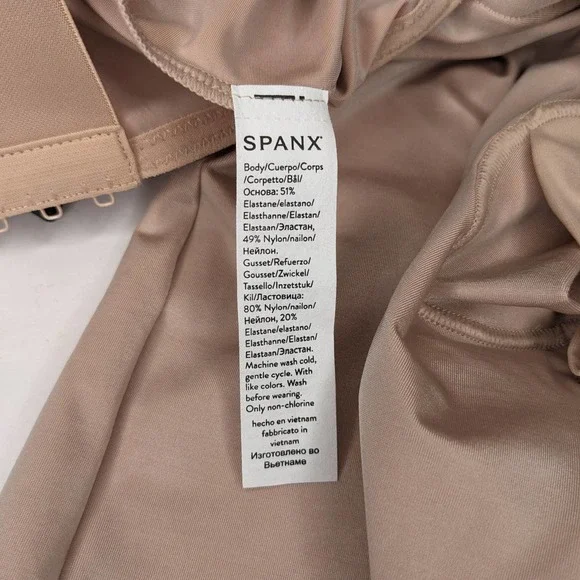 SPANX
Body/Cuerpo/Corps
/Corpetto/Bål/
Основа: 51%
Elastane/elastano/
Elasthanne/Elastan/
Elastaan/Эластан,
49% Nylon/nailon/
Нейлон.
Gusset/Refuerzo/
Gousset/Zwickel/
Tassello/Inzetstuk/
Kil/Ластовица:
80% Nylon/nailon/
Нейлон, 20%
Elastane/elastano/
Elasthanne/Elastan/
Elastaan/Эластан.
Machine wash cold,
gentle cycle. With
like colors. Wash
before wearing.
Only non-chlorine
hecho en vietnam
fabbricato in
vietnam
Изготовлено во
Вьетнаме